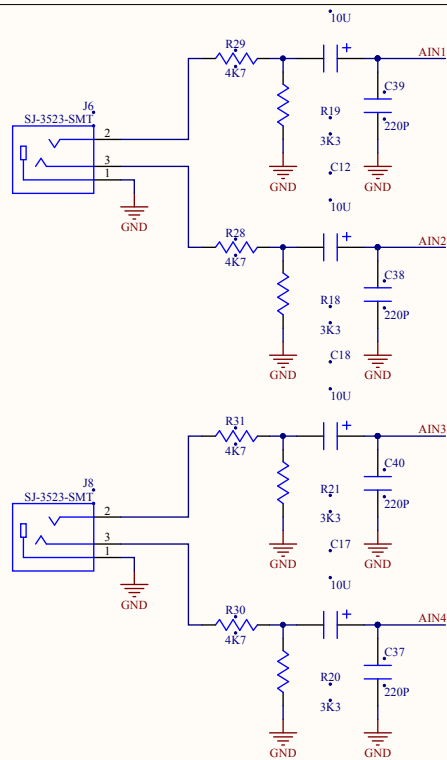 10U
R29
4K7
AIN1
J6
SJ-3523-SMT
2
3
1
GND
C39
220P
R19
3K3
GND
GND
C12
10U
R28
4K7
AIN2
C38
220P
R18
3K3
GND
GND
C18
10U
R31
4K7
AIN3
J8
SJ-3523-SMT
2
3
1
GND
C40
220P
R21
3K3
GND
GND
C17
10U
R30
4K7
AIN4
C37
220P
R20
3K3
GND
GND